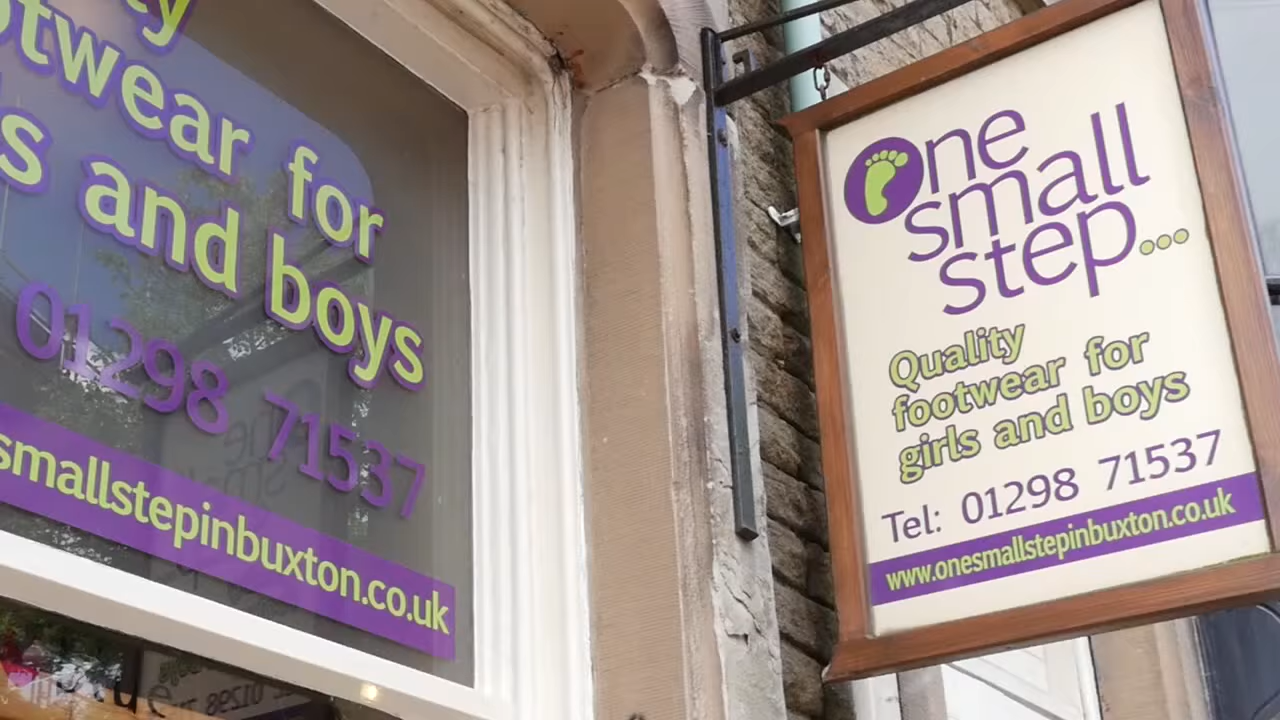 otwear for
s and boys
01298 71537
smallstepinbuxton.co.uk
One
small
step...
Quality
footwear for
girls and boys
Tel: 01298 71537
www.onesmallstepinbuxton.co.uk